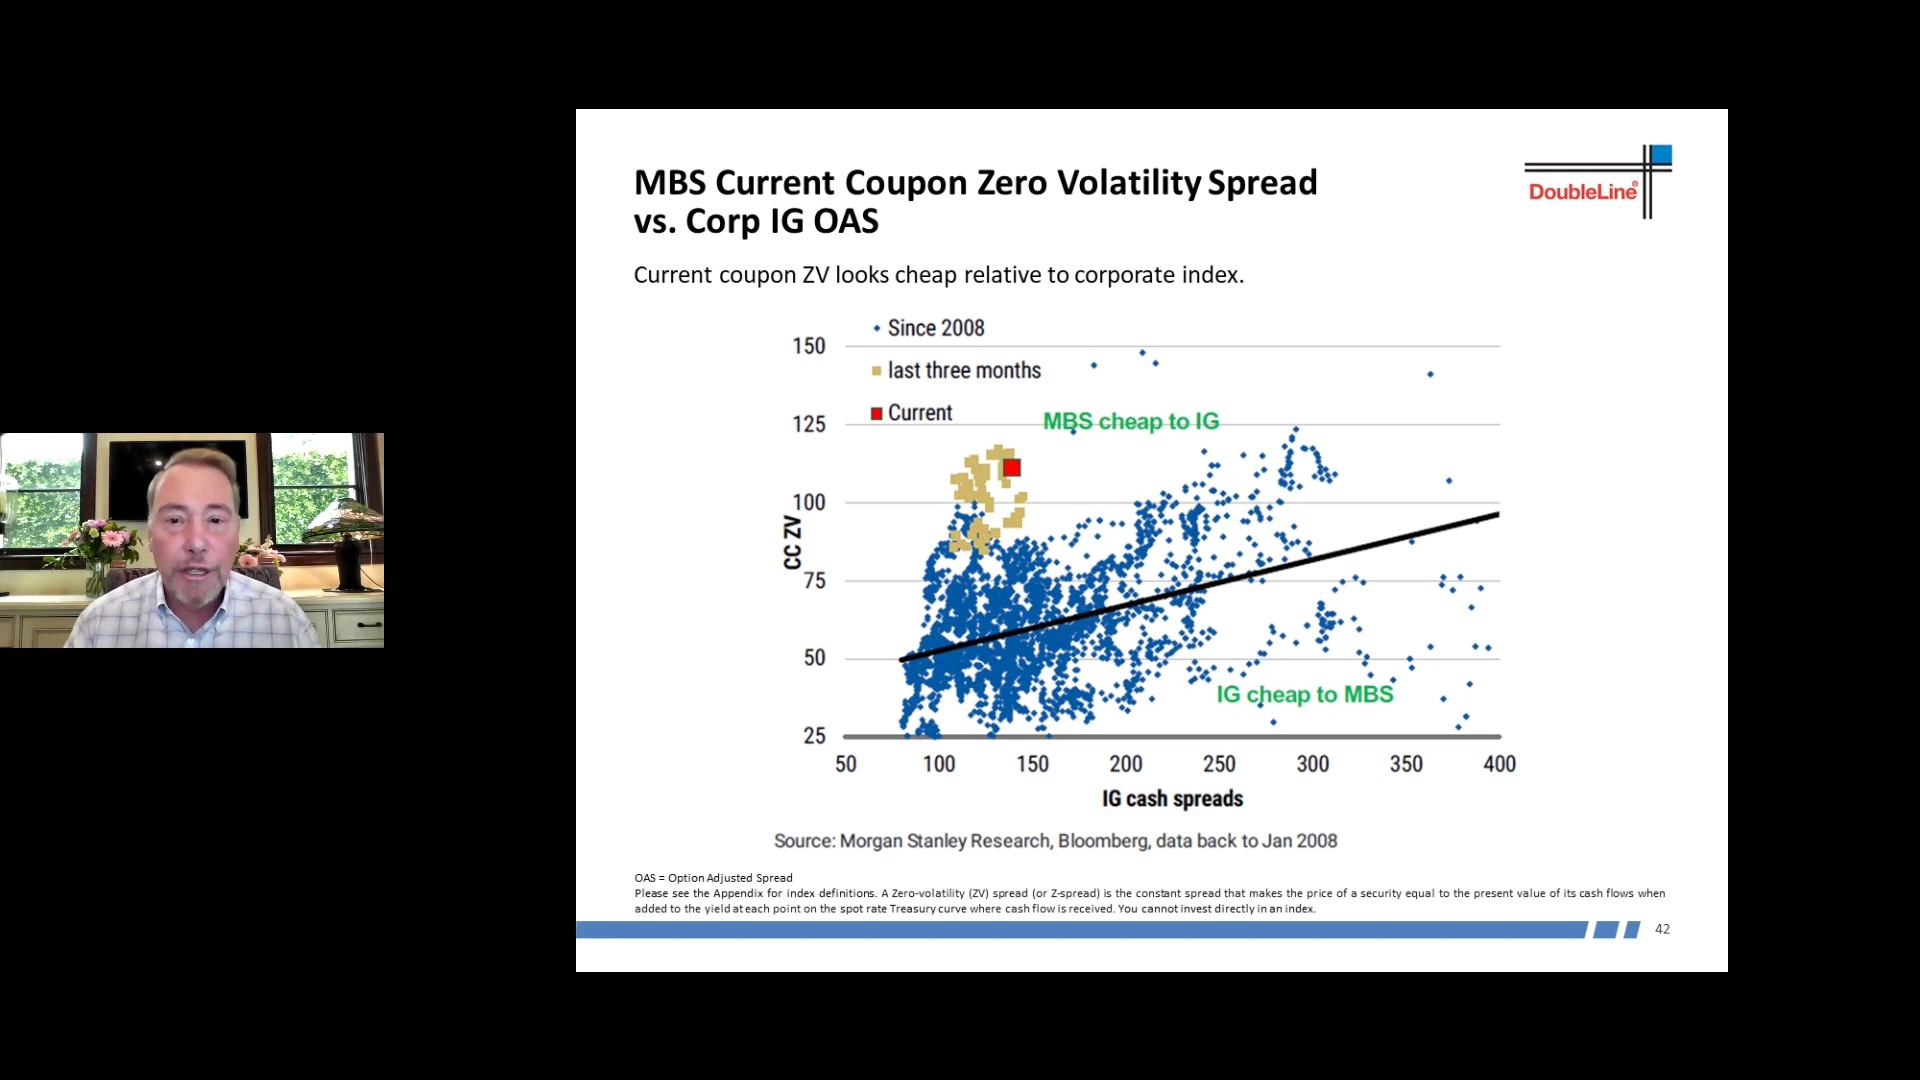 MBS Current Coupon Zero Volatility Spread
vs. Corp IG OAS
DoubleLine®
Current coupon ZV looks cheap relative to corporate index.
Since 2008
last three months
Current
MBS cheap to IG
IG cheap to MBS
150
125
100
75
50
25
CC ZV
50 100 150 200 250 300 350 400
IG cash spreads
Source: Morgan Stanley Research, Bloomberg, data back to Jan 2008
OAS = Option Adjusted Spread
Please see the Appendix for index definitions. A Zero-volatility (ZV) spread (or Z-spread) is the constant spread that makes the price of a security equal to the present value of its cash flows when
added to the yield at each point on the spot rate Treasury curve where cash flow is received. You cannot invest directly in an index.
42